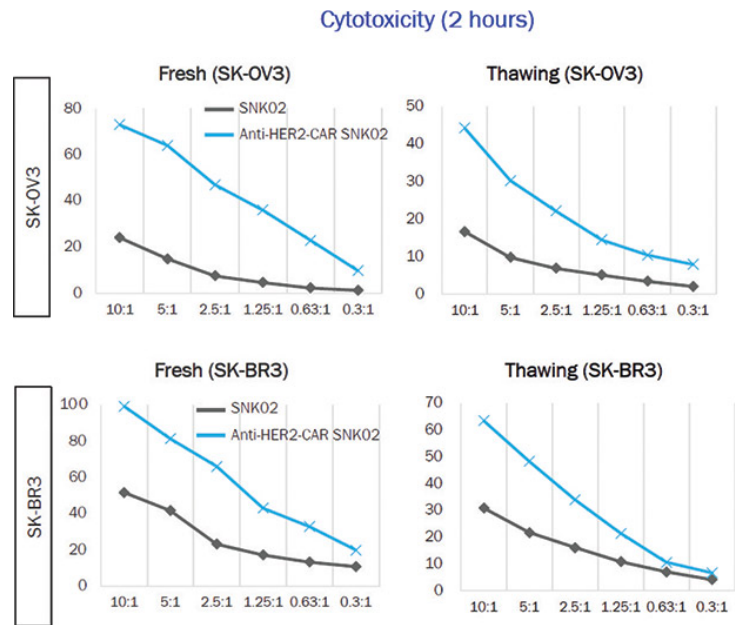 Cytotoxicity (2 hours)
SK-OV3
Fresh (SK-OV3)
80
60
40
20
0
SNK02
Anti-HER2-CAR SNK02
10:1 5:1 2.5:1 1.25:1 0.63:1 0.3:1
Thawing (SK-OV3)
50
40
30
20
10
0
10:1 5:1 2.5:1 1.25:1 0.63:1 0.3:1
SK-BR3
Fresh (SK-BR3)
100
80
60
40
20
0
SNK02
Anti-HER2-CAR SNK02
10:1 5:1 2.5:1 1.25:1 0.63:1 0.3:1
Thawing (SK-BR3)
70
60
50
40
30
20
10
0
10:1 5:1 2.5:1 1.25:1 0.63:1 0.3:1